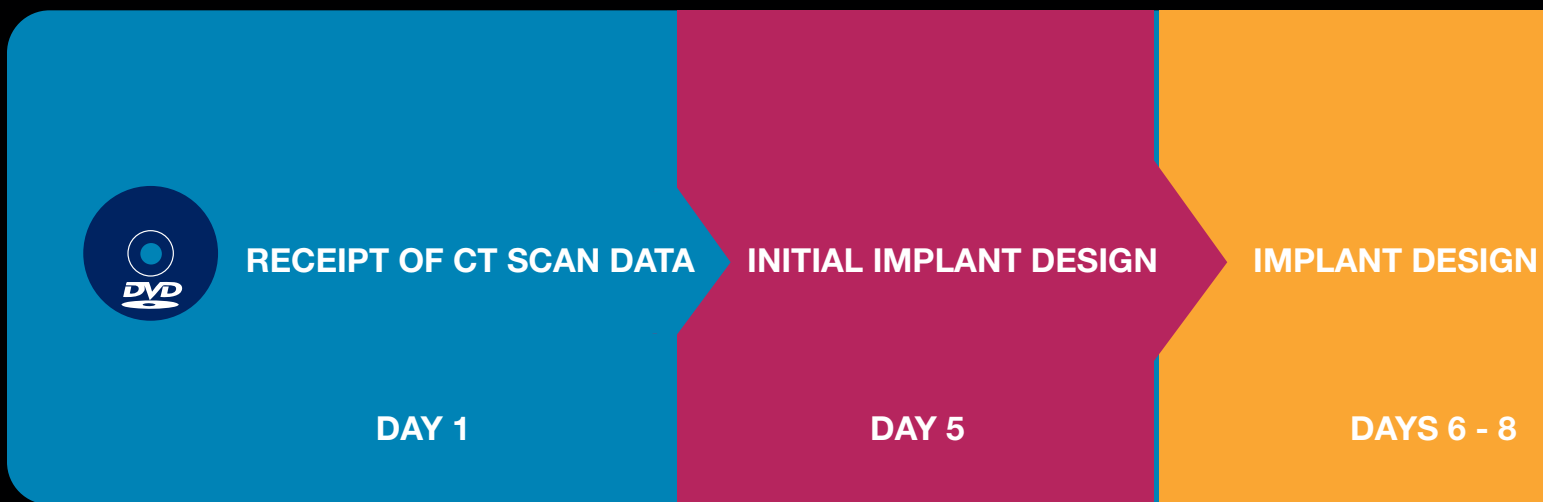 DVD
RECEIPT OF CT SCAN DATA
INITIAL IMPLANT DESIGN
IMPLANT DESIGN
DAY 1
DAY 5
DAYS 6 - 8